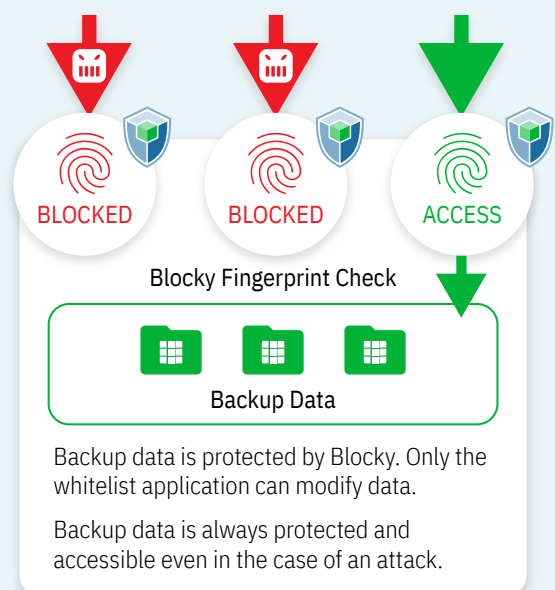 BLOCKED
BLOCKED
ACCESS
Blocky Fingerprint Check
Backup Data
Backup data is protected by Blocky. Only the
whitelist application can modify data.
Backup data is always protected and
accessible even in the case of an attack.